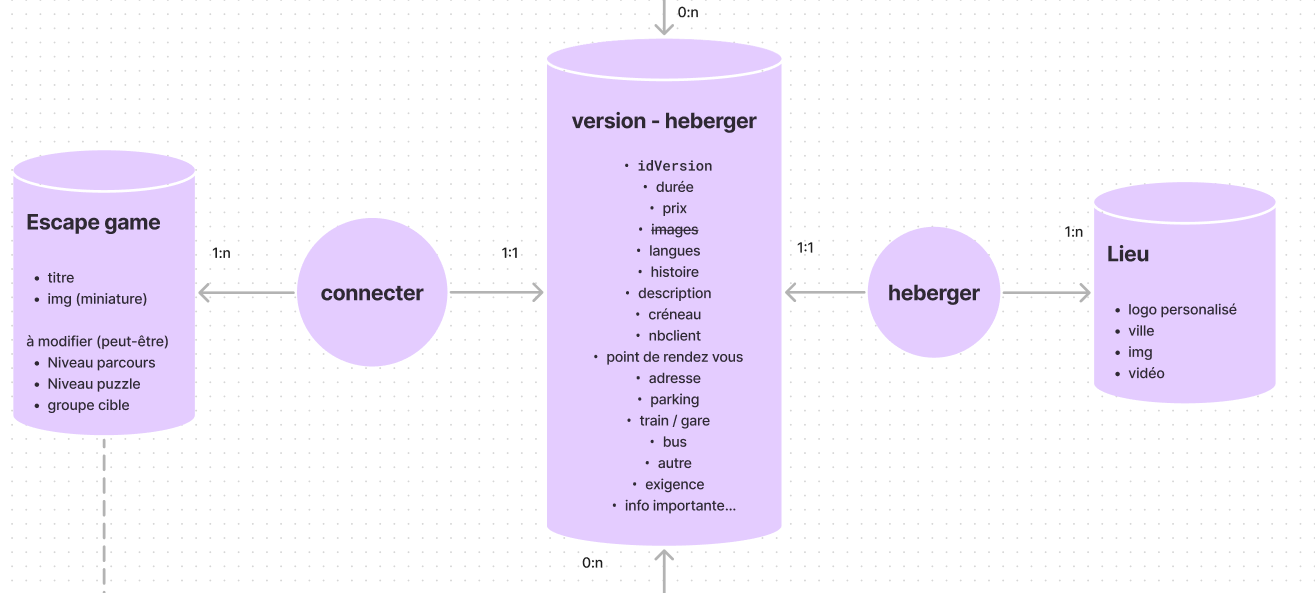 0:n
Escape game
• titre
• img (miniature)
à modifier (peut-être)
• Niveau parcours
• Niveau puzzle
• groupe cible
1:n
connecter
1:1
version - heberger
• idVersion
• durée
• prix
• images
• langues
• histoire
• description
• créneau
• nbclient
• point de rendez vous
• adresse
• parking
• train / gare
• bus
• autre
• exigence
• info importante...
1:1
heberger
1:n
Lieu
• logo personalisé
• ville
• img
• vidéo
0:n